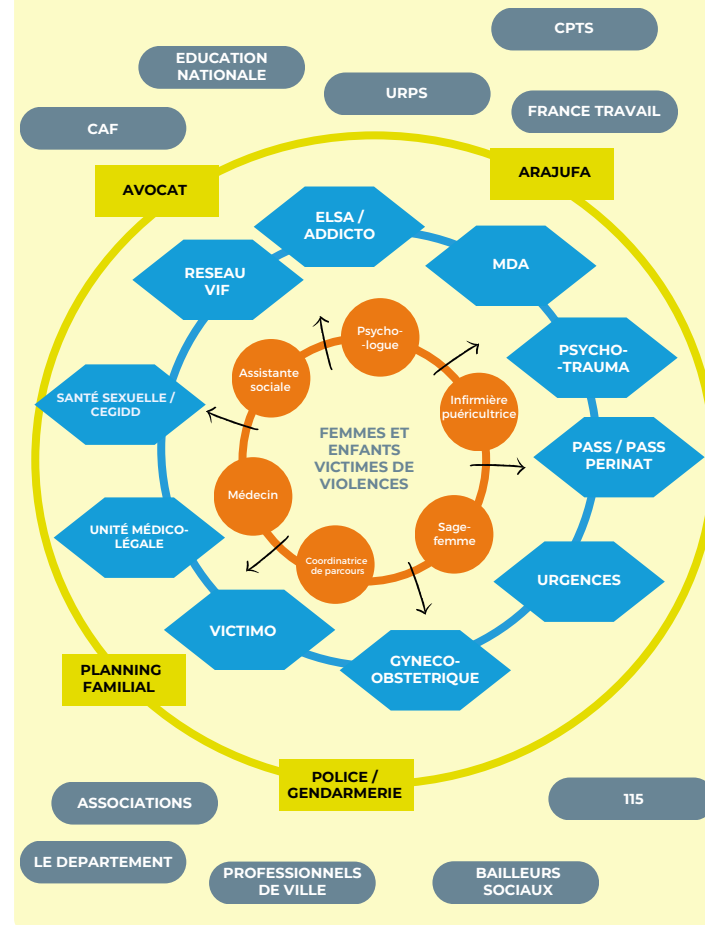 CPTS
EDUCATION
NATIONALE
URPS
FRANCE TRAVAIL
CAF
AVOCAT
ARAJUFA
ELSA /
ADDICTO
RESEAU
VIF
MDA
Psycho-
-logue
PSYCHO-
-TRAUMA
Assistante
sociale
Infirmière
puéricultrice
SANTÉ SEXUELLE /
CEGIDD
FEMMES ET
ENFANTS
VICTIMES DE
VIOLENCES
PASS / PASS
PERINAT
Médecin
UNITÉ MÉDICO-
LÉGALE
Sage-
femme
Coordinatrice
de parcours
URGENCES
VICTIMO
GYNECO-
OBSTETRIQUE
PLANNING
FAMILIAL
POLICE /
GENDARMERIE
ASSOCIATIONS
115
LE DEPARTEMENT
PROFESSIONNELS
DE VILLE
BAILLEURS
SOCIAUX